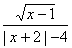 √(x−1) / (|x+2|−4)